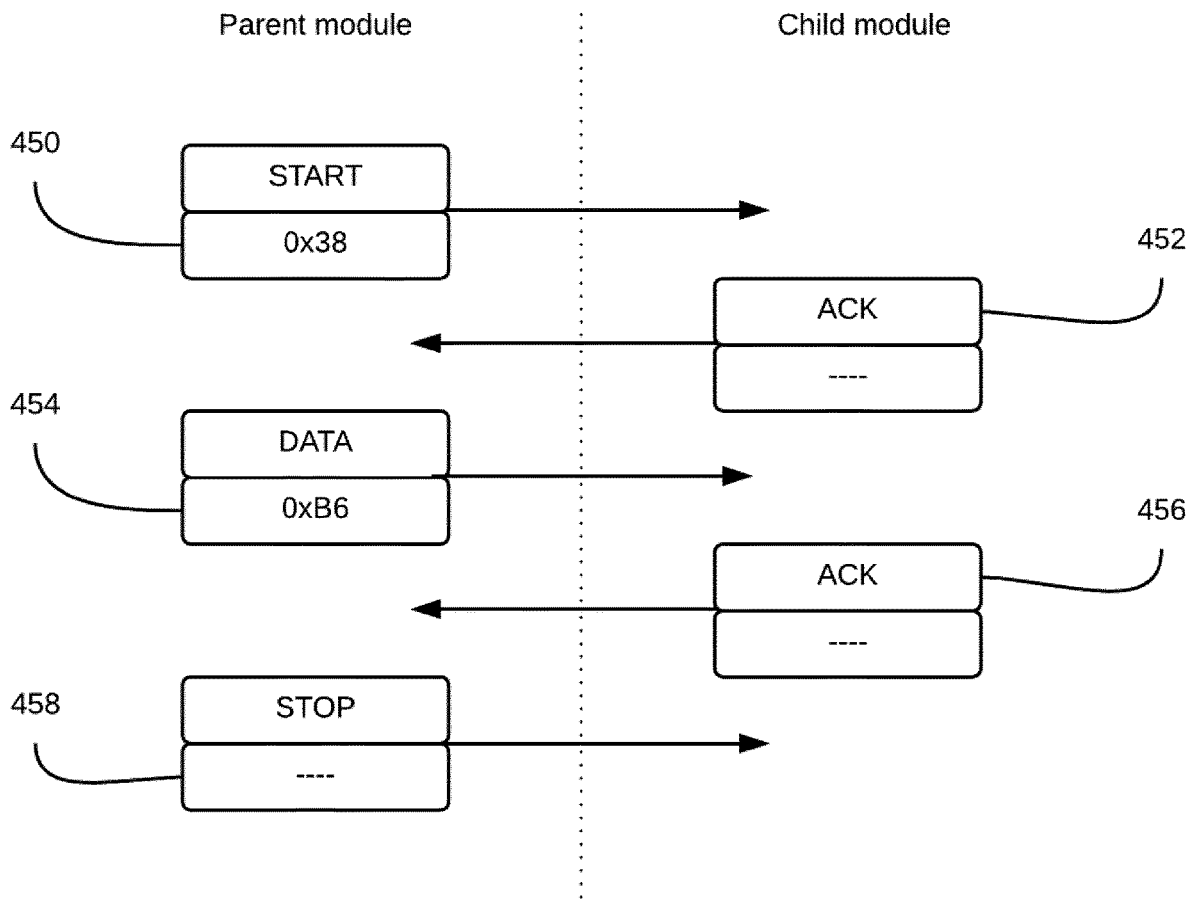 Parent module
Child module
450
START
0x38
452
ACK
----
454
DATA
0xB6
456
ACK
----
458
STOP
----